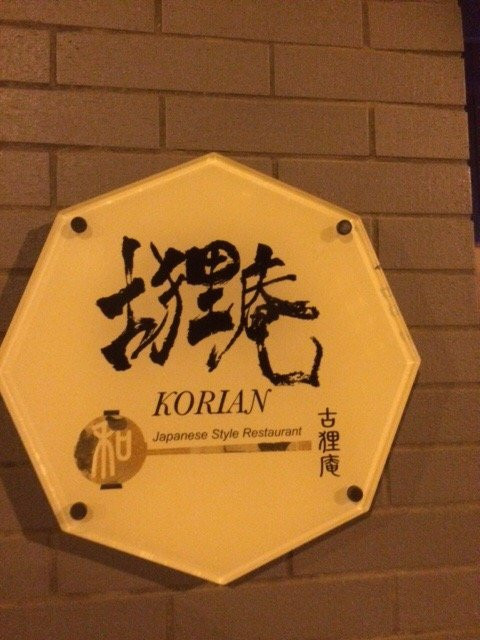 古狸庵
KORIAN
Japanese Style Restaurant
和
古狸庵